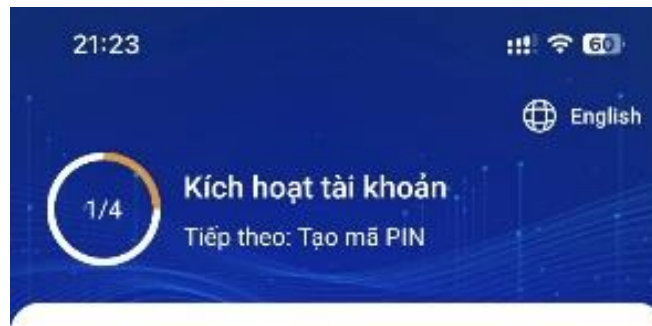 21:23
60
English
1/4
Kích hoạt tài khoản
Tiếp theo: Tạo mã PIN